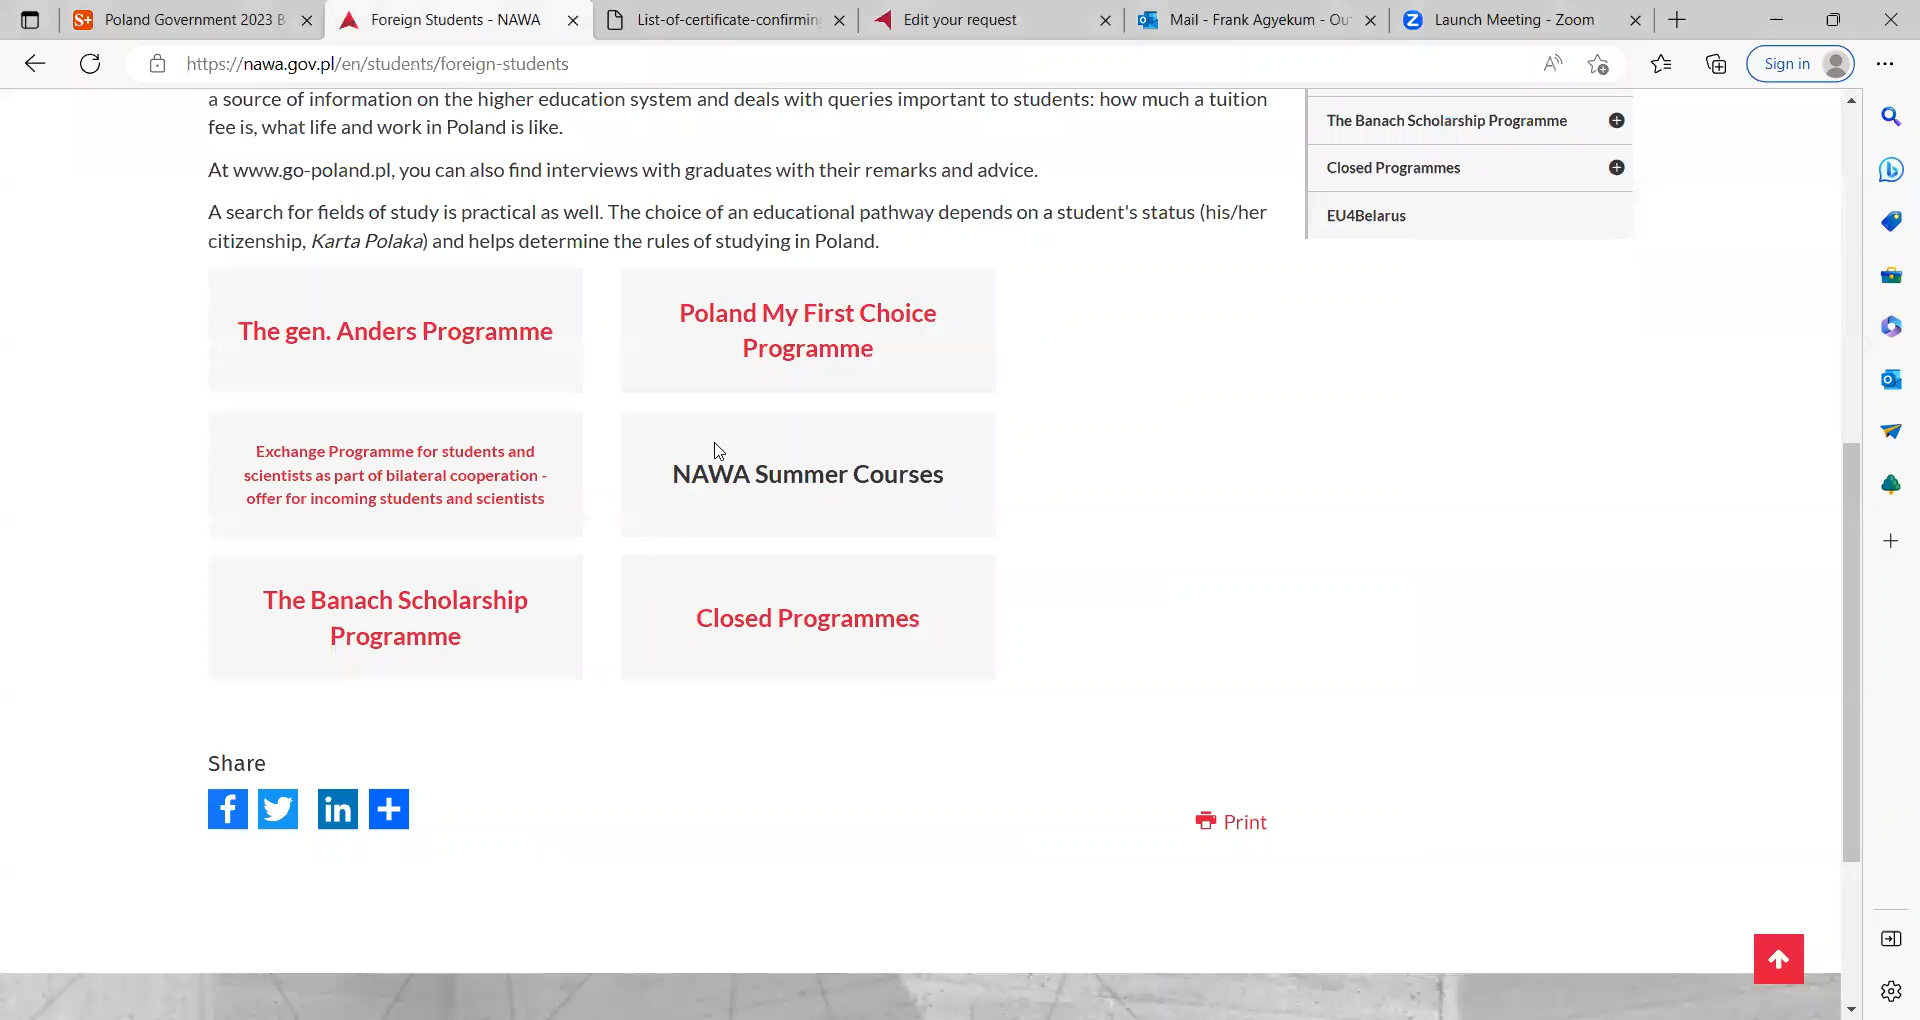 Poland Government 2023 B
Foreign Students - NAWA
List-of-certificate-confirmin
Edit your request
Mail - Frank Agyekum - Ou
Launch Meeting - Zoom
https://nawa.gov.pl/en/students/foreign-students
Sign in
a source of information on the higher education system and deals with queries important to students: how much a tuition
fee is, what life and work in Poland is like.
At www.go-poland.pl, you can also find interviews with graduates with their remarks and advice.
A search for fields of study is practical as well. The choice of an educational pathway depends on a student's status (his/her
citizenship, Karta Polaka) and helps determine the rules of studying in Poland.
The Banach Scholarship Programme
Closed Programmes
EU4Belarus
The gen. Anders Programme
Poland My First Choice
Programme
Exchange Programme for students and
scientists as part of bilateral cooperation -
offer for incoming students and scientists
NAWA Summer Courses
The Banach Scholarship
Programme
Closed Programmes
Share
Print